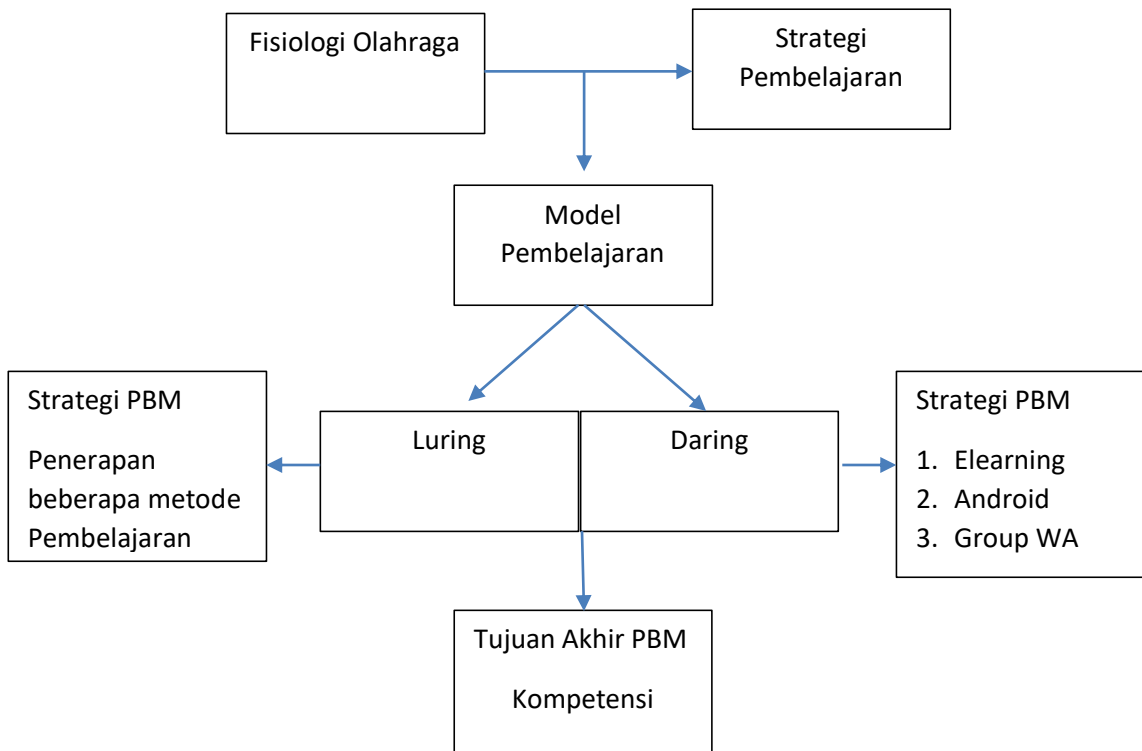 Fisiologi Olahraga
Strategi
Pembelajaran
Model
Pembelajaran
Strategi PBM
Penerapan
beberapa metode
Pembelajaran
Luring
Daring
Strategi PBM
1. Elearning
2. Android
3. Group WA
Tujuan Akhir PBM
Kompetensi